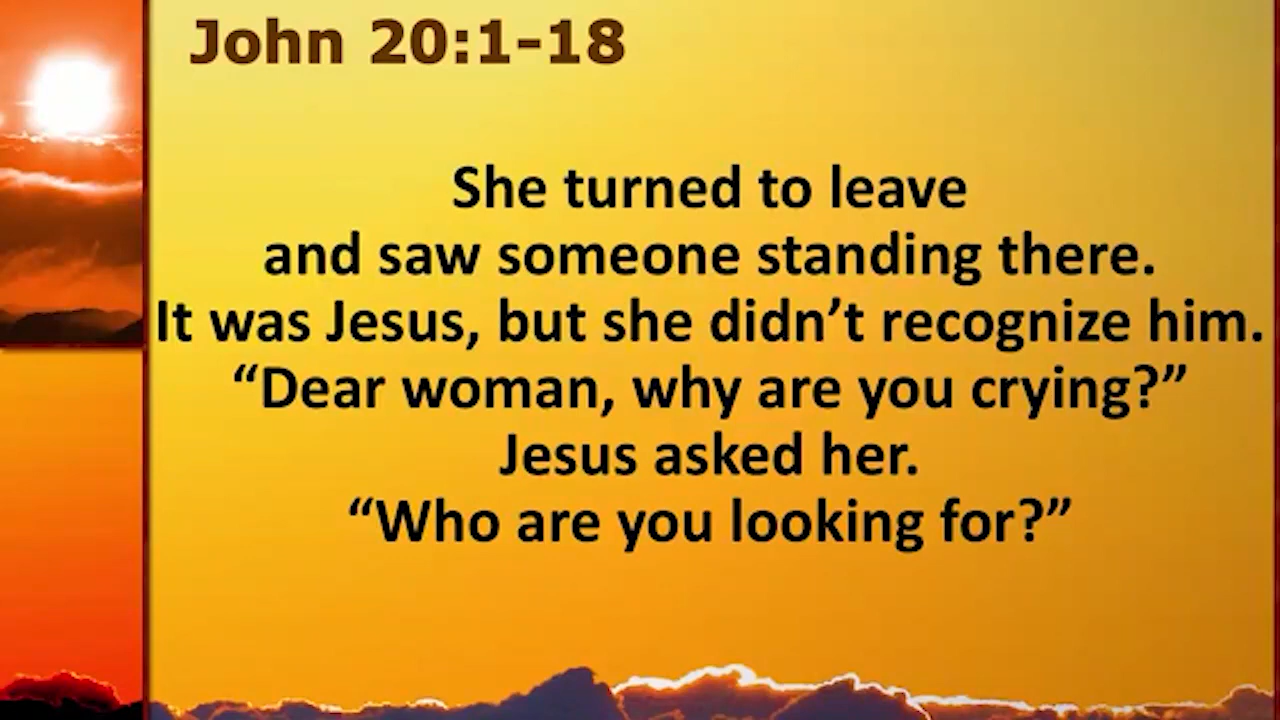 John 20:1-18
She turned to leave
and saw someone standing there.
It was Jesus, but she didn’t recognize him.
“Dear woman, why are you crying?”
Jesus asked her.
“Who are you looking for?”